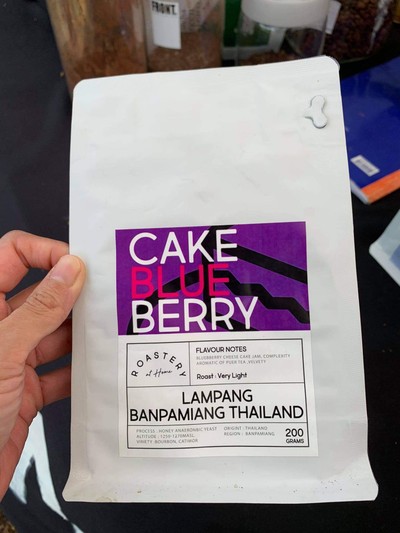 FRONT.
CAKE
BLUE
BERRY
ROASTERY
at Home
FLAVOUR NOTES
BLUEBERRY CHEESE CAKE JAM, COMPLEXITY
AROMATIC OF PUER TEA, VELVETY
Roast : Very Light
LAMPANG
BANPAMIANG THAILAND
PROCESS : HONEY ANAEROBIC YEAST
ALTITUDE : 1250-1270MASL
VARIETY : BOURBON, CATIMOR
ORIGINT : THAILAND
REGION : BANPAMIANG
200
GRAMS